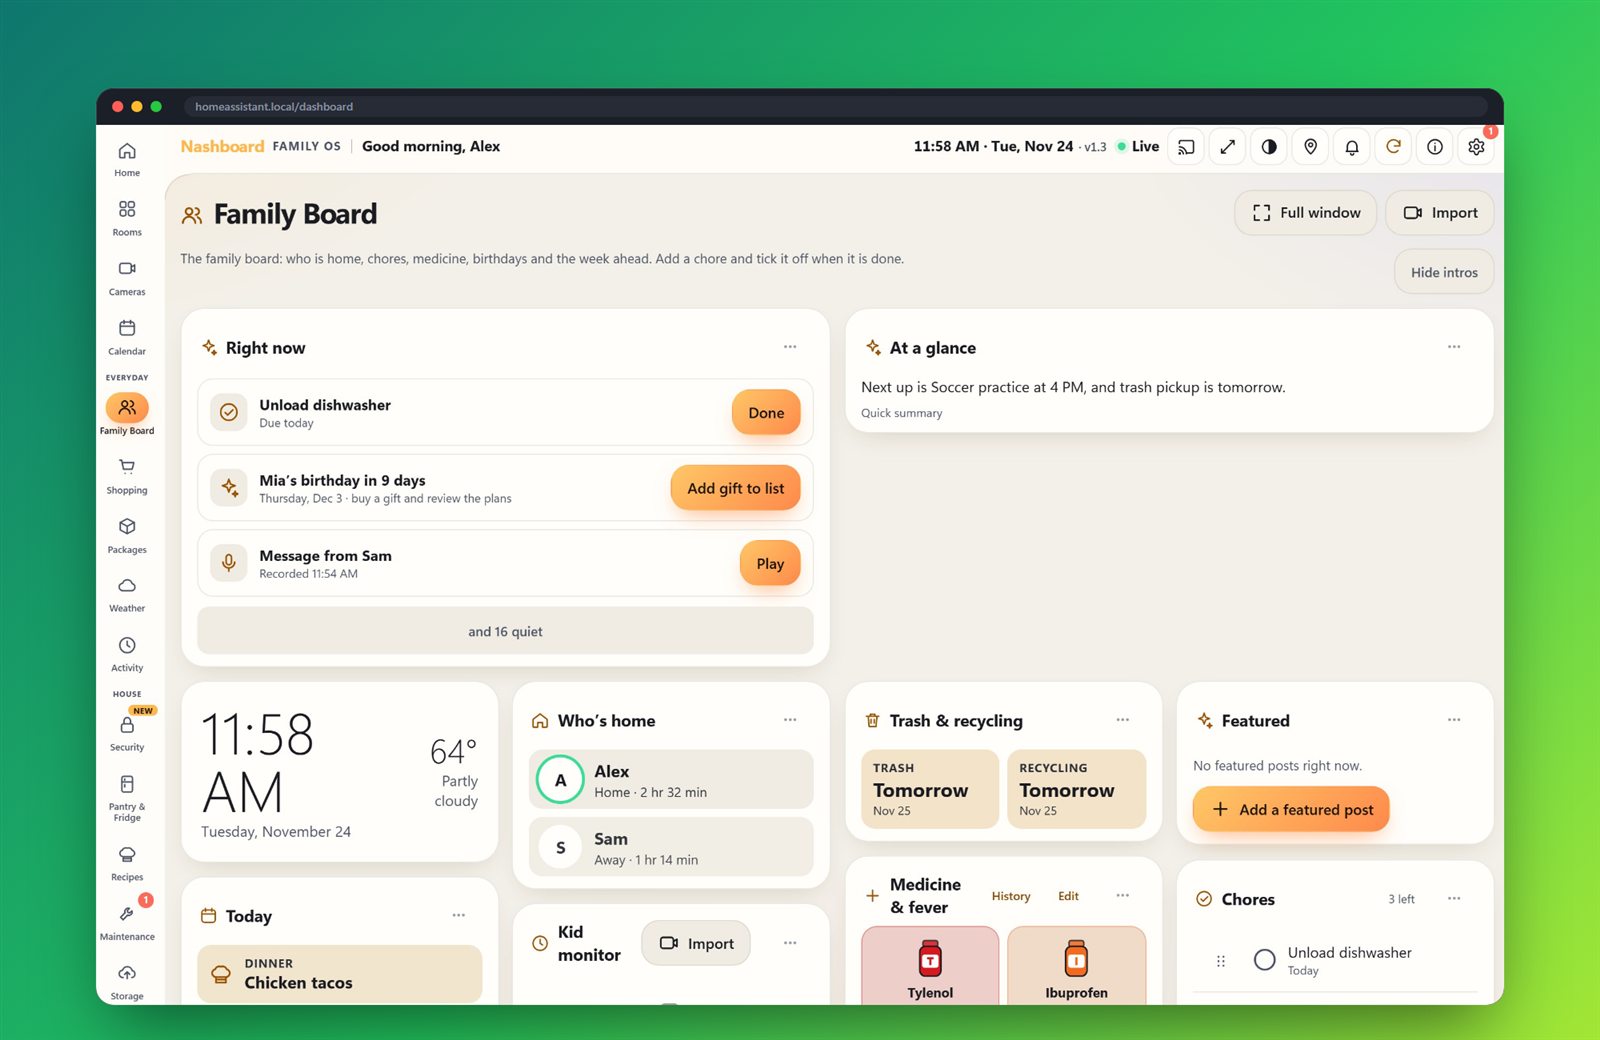 homeassistant.local/dashboard
Nashboard FAMILY OS Good morning, Alex
11:58 AM · Tue, Nov 24 · v1.3 Live
1
Home
Rooms
Cameras
Calendar
EVERYDAY
Family Board
Shopping
Packages
Weather
Activity
HOUSE
NEW
Security
Pantry &
Fridge
Recipes
1
Maintenance
Storage
Family Board
Full window
Import
The family board: who is home, chores, medicine, birthdays and the week ahead. Add a chore and tick it off when it is done.
Hide intros
Right now
Unload dishwasher
Due today
Done
Mia’s birthday in 9 days
Thursday, Dec 3 · buy a gift and review the plans
Add gift to list
Message from Sam
Recorded 11:54 AM
Play
and 16 quiet
At a glance
Next up is Soccer practice at 4 PM, and trash pickup is tomorrow.
Quick summary
11:58
AM
64°
Partly
cloudy
Tuesday, November 24
Who’s home
A
Alex
Home · 2 hr 32 min
S
Sam
Away · 1 hr 14 min
Trash & recycling
TRASH
Tomorrow
Nov 25
RECYCLING
Tomorrow
Nov 25
Featured
No featured posts right now.
Add a featured post
Today
DINNER
Chicken tacos
Kid
monitor
Import
Medicine
& fever
History
Edit
T
Tylenol
I
Ibuprofen
Chores
3 left
Unload dishwasher
Today